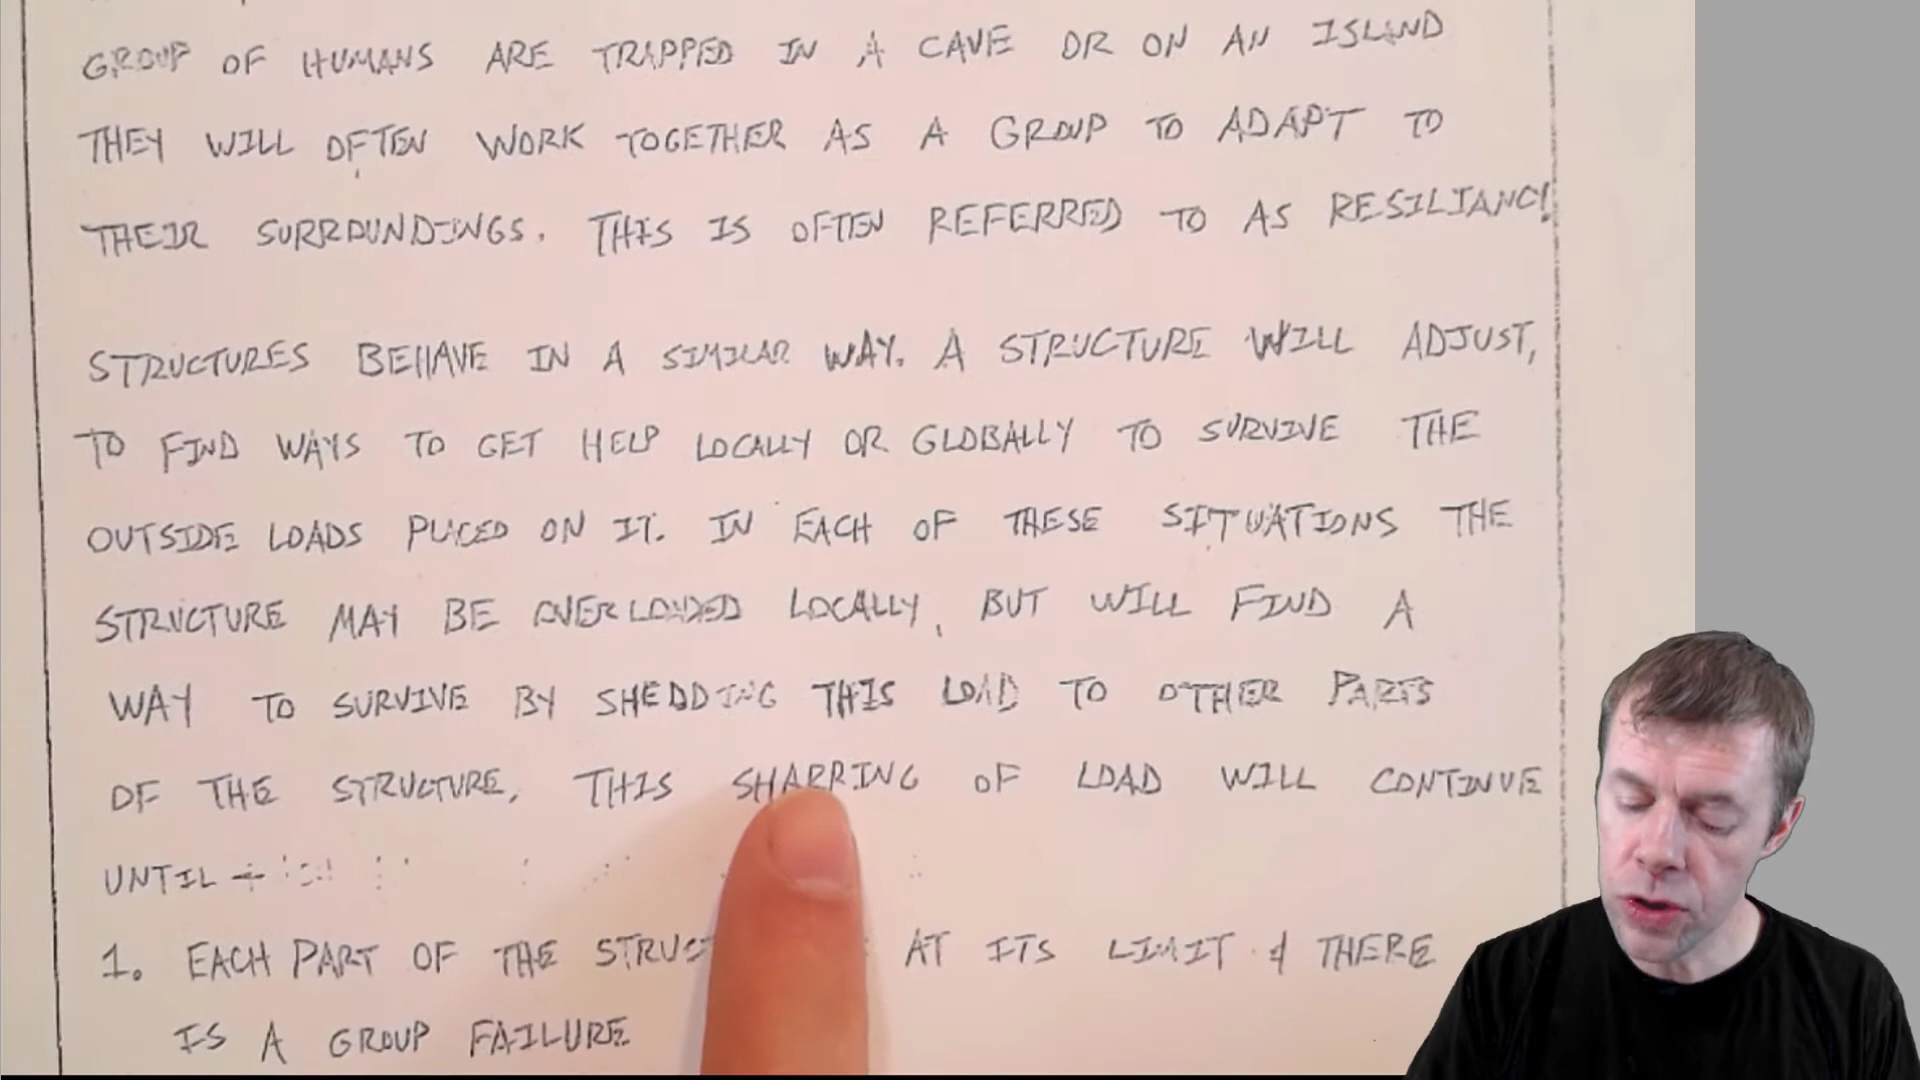 GROUP OF HUMANS ARE TRAPPED IN A CAVE OR ON AN ISLAND
THEY WILL OFTEN WORK TOGETHER AS A GROUP TO ADAPT TO
THEIR SURROUNDINGS. THIS IS OFTEN REFERRED TO AS RESILIANC!
STRUCTURES BEHAVE IN A SIMILAR WAY. A STRUCTURE WILL ADJUST,
TO FIND WAYS TO GET HELP LOCALLY OR GLOBALLY TO SURVIVE THE
OUTSIDE LOADS PLACED ON IT. IN EACH OF THESE SITUATIONS THE
STRUCTURE MAY BE OVERLOADED LOCALLY, BUT WILL FIND A
WAY TO SURVIVE BY SHEDDING THIS LOAD TO OTHER PARTS
OF THE STRUCTURE. THIS SHARRING OF LOAD WILL CONTINUE
UNTIL
1. EACH PART OF THE STRUC AT ITS LIMIT & THERE
IS A GROUP FAILURE